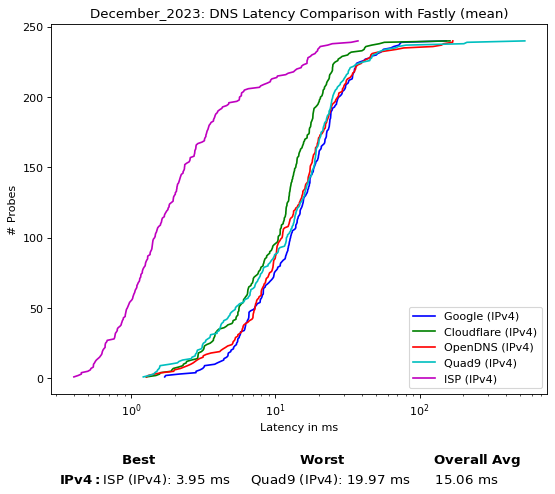 December_2023: DNS Latency Comparison with Fastly (mean)
250
200
150
100
50
0
# Probes
10⁰ 10¹ 10²
Latency in ms
Google (IPv4)
Cloudflare (IPv4)
OpenDNS (IPv4)
Quad9 (IPv4)
ISP (IPv4)
Best Worst Overall Avg
IPv4: ISP (IPv4): 3.95 ms Quad9 (IPv4): 19.97 ms 15.06 ms